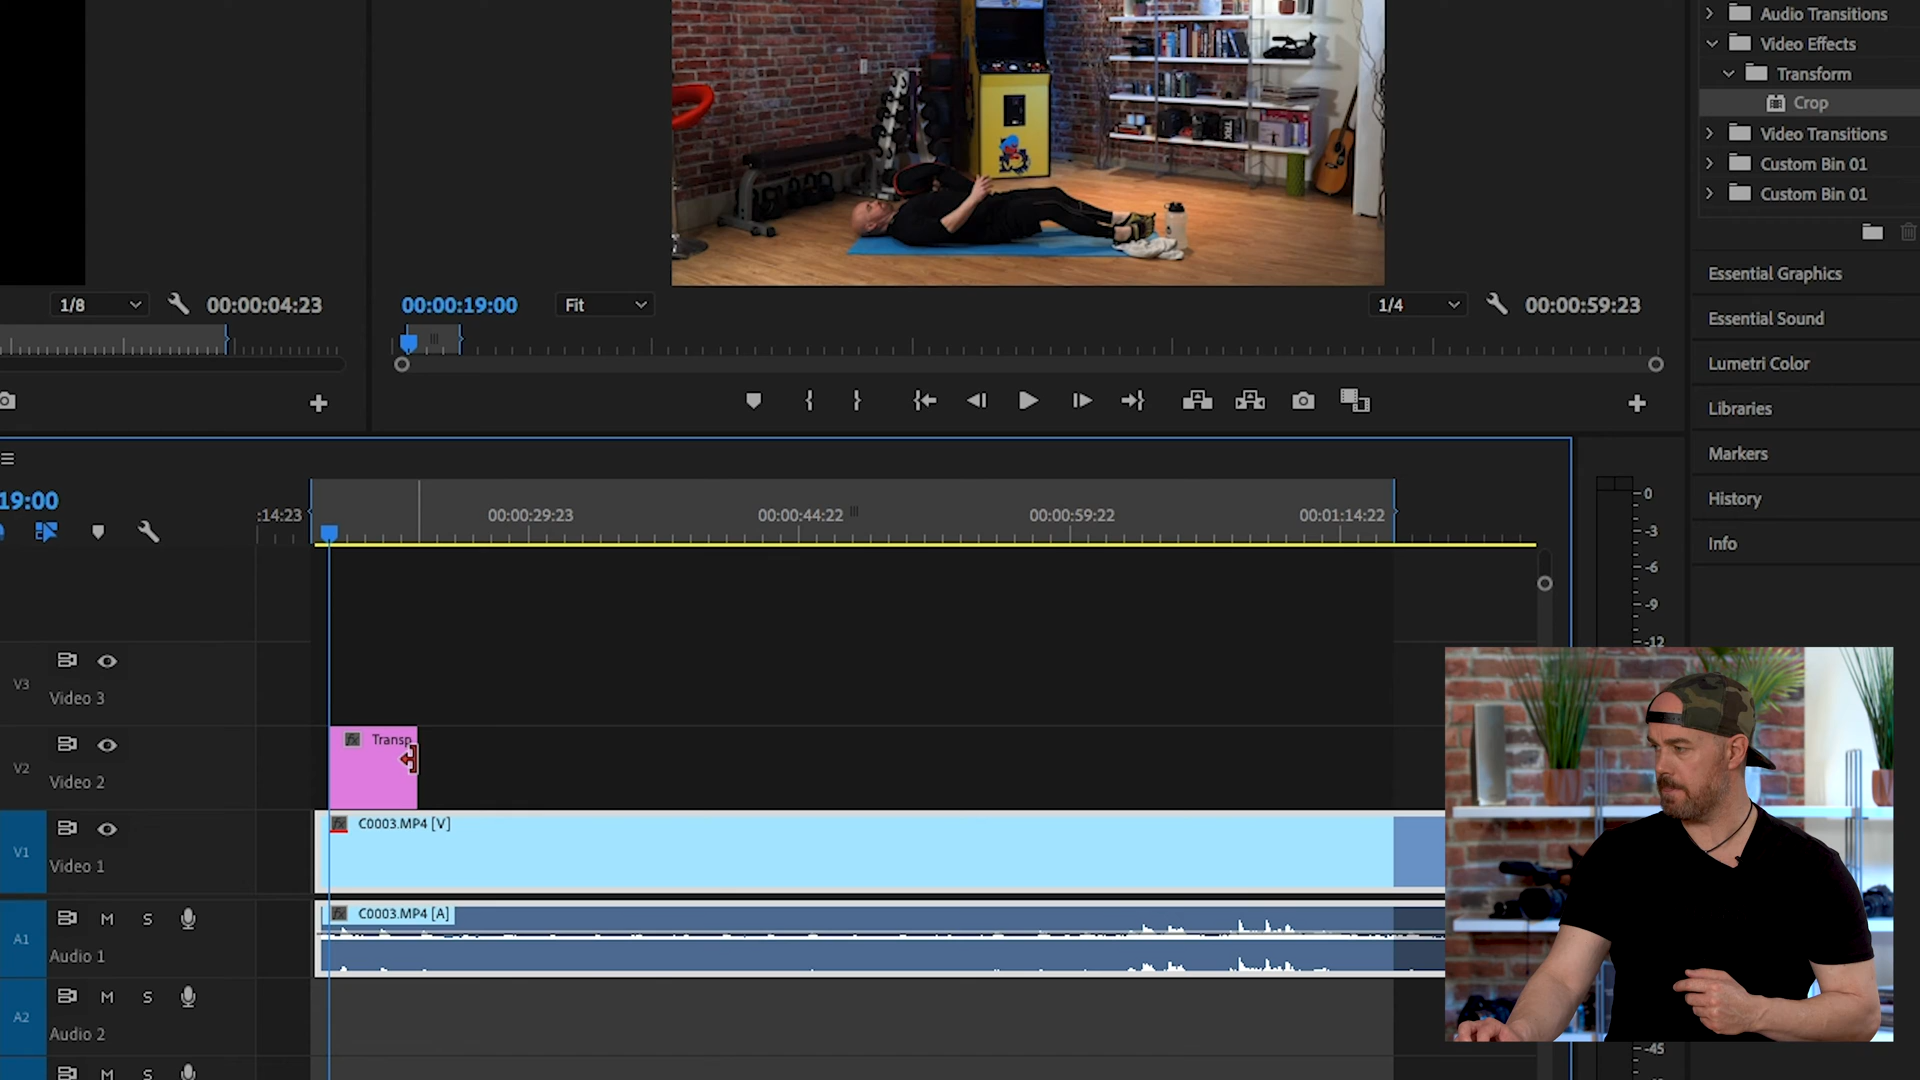 Audio Transitions
Video Effects
Transform
Crop
Video Transitions
Custom Bin 01
Custom Bin 01
1/8
00:00:04:23
00:00:19:00
Fit
1/4
00:00:59:23
Essential Graphics
Essential Sound
Lumetri Color
Libraries
Markers
History
Info
19:00
:14:23
00:00:29:23
00:00:44:22
00:00:59:22
00:01:14:22
0
-3
-6
-9
-12
-45
V3
Video 3
V2
Video 2
fx Transp
V1
Video 1
fx C0003.MP4 [V]
A1
M S
Audio 1
fx C0003.MP4 [A]
A2
M S
Audio 2
M S